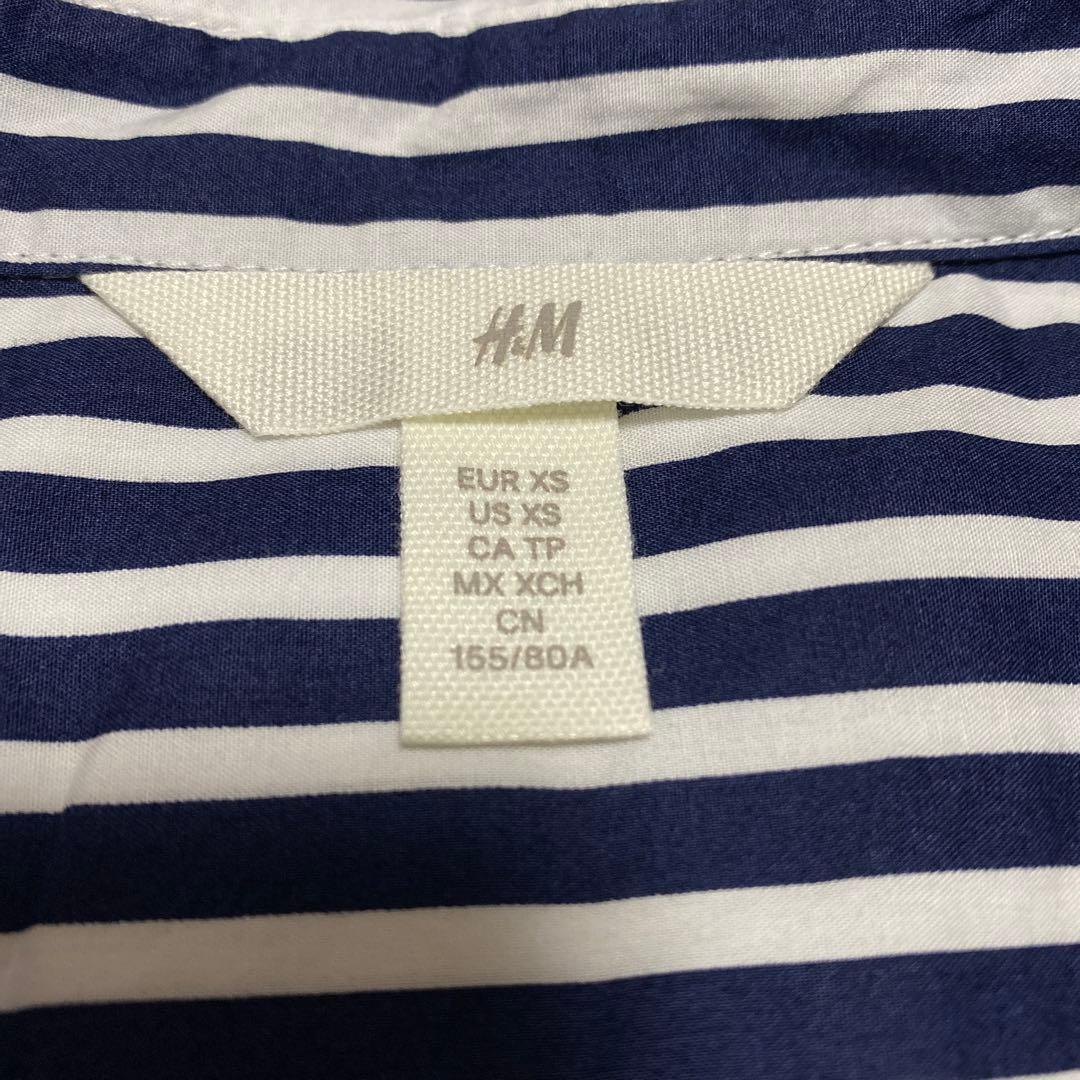 H&M
EUR XS
US XS
CA TP
MX XCH
CN
155/80A